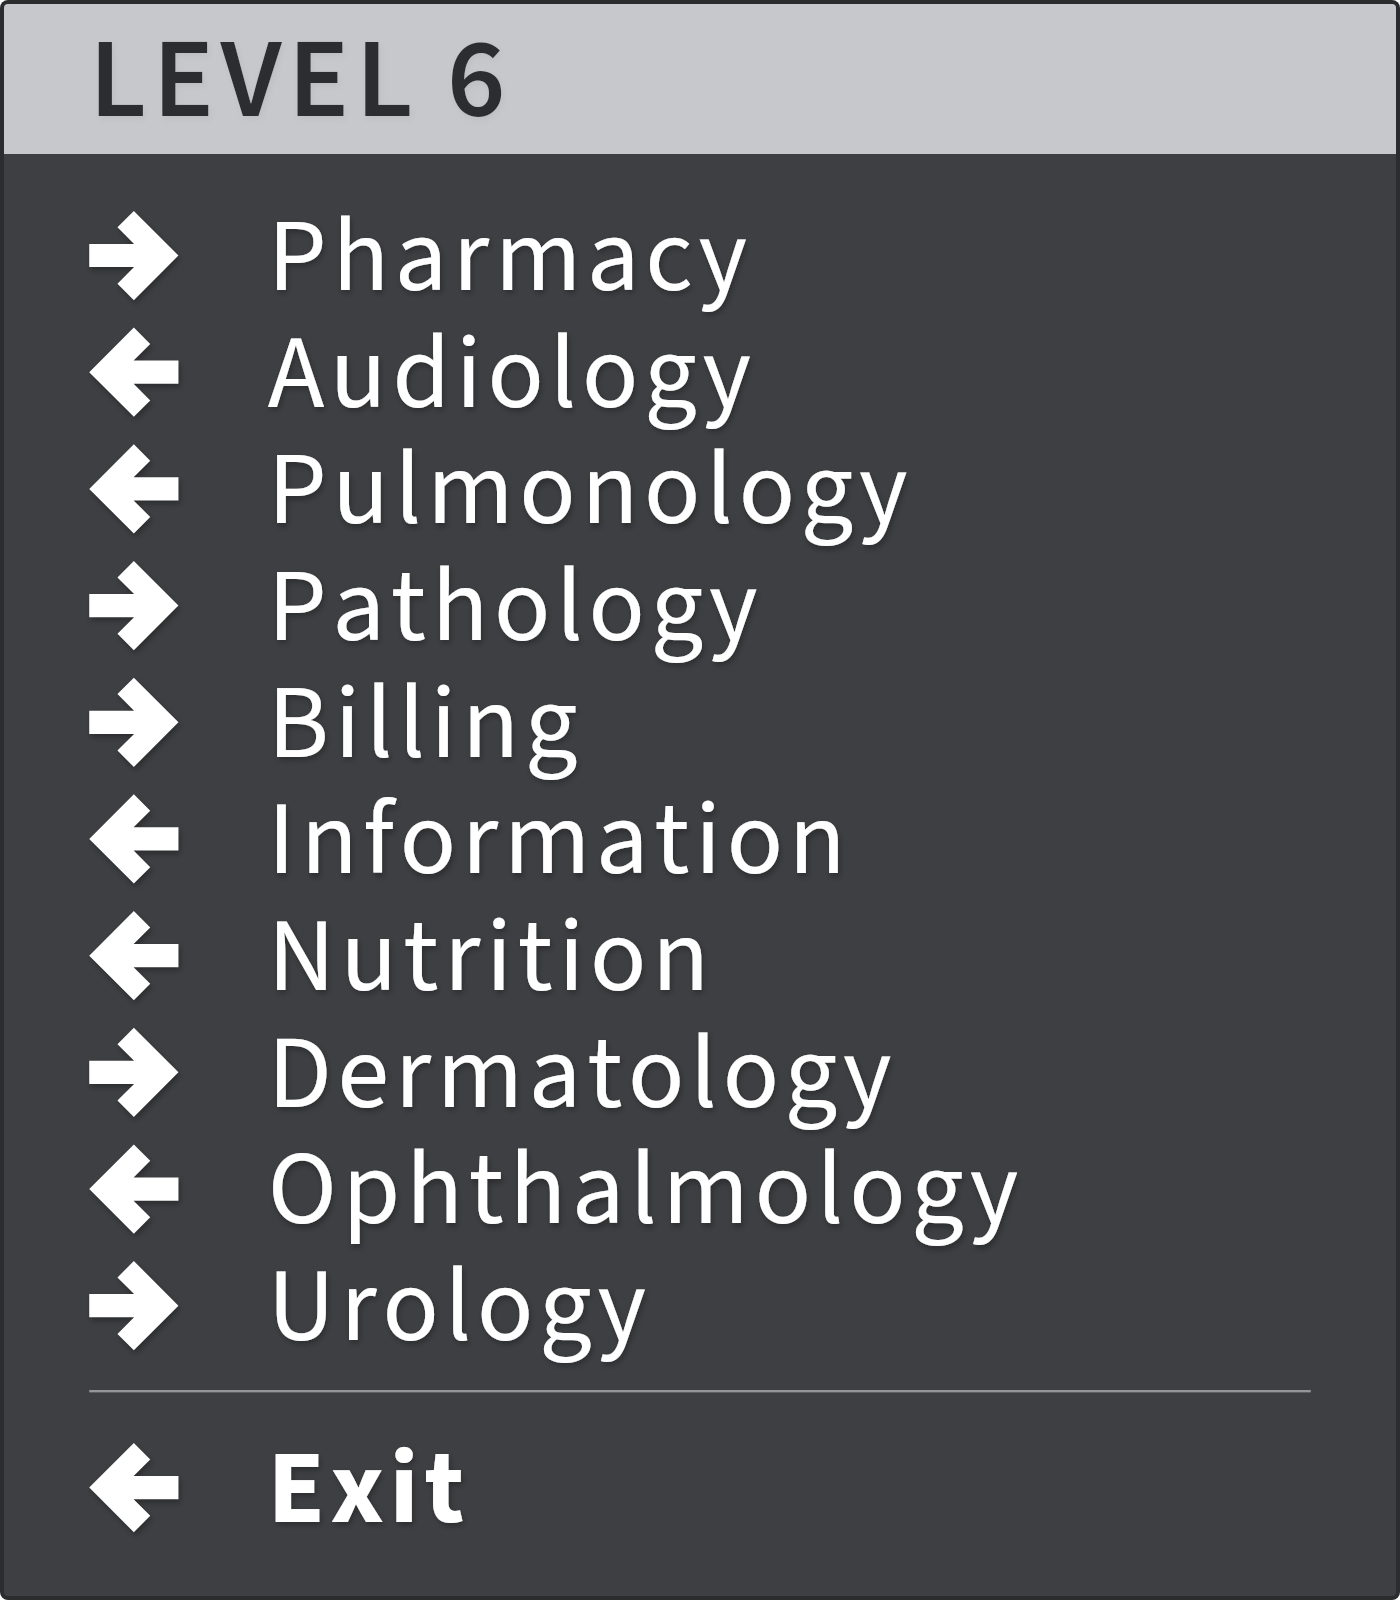 LEVEL 6
→ Pharmacy
← Audiology
← Pulmonology
→ Pathology
→ Billing
← Information
← Nutrition
→ Dermatology
← Ophthalmology
→ Urology
← Exit